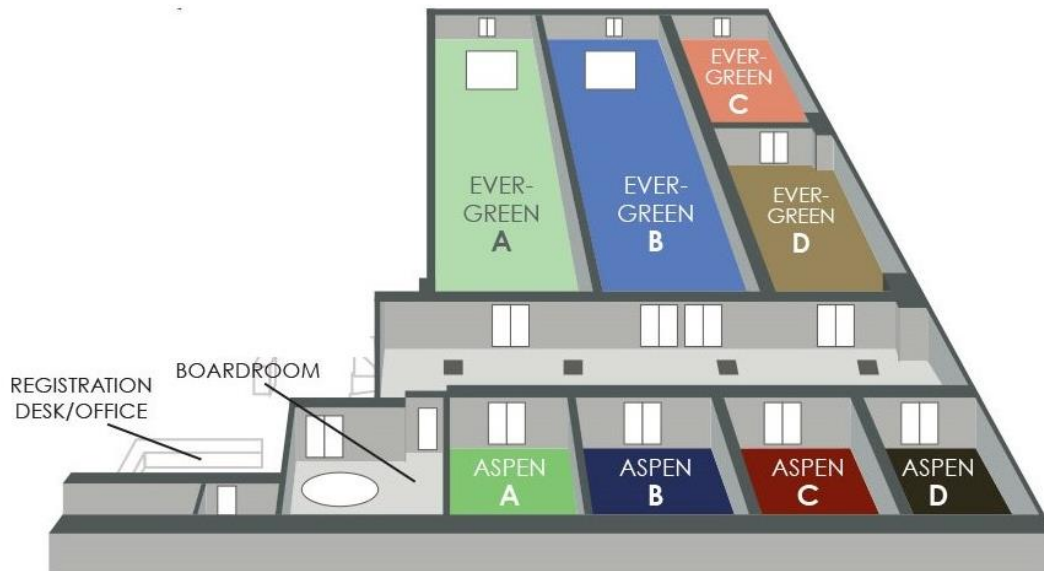 EVER-
GREEN
A
EVER-
GREEN
B
EVER-
GREEN
C
EVER-
GREEN
D
REGISTRATION
DESK/OFFICE
BOARDROOM
ASPEN
A
ASPEN
B
ASPEN
C
ASPEN
D